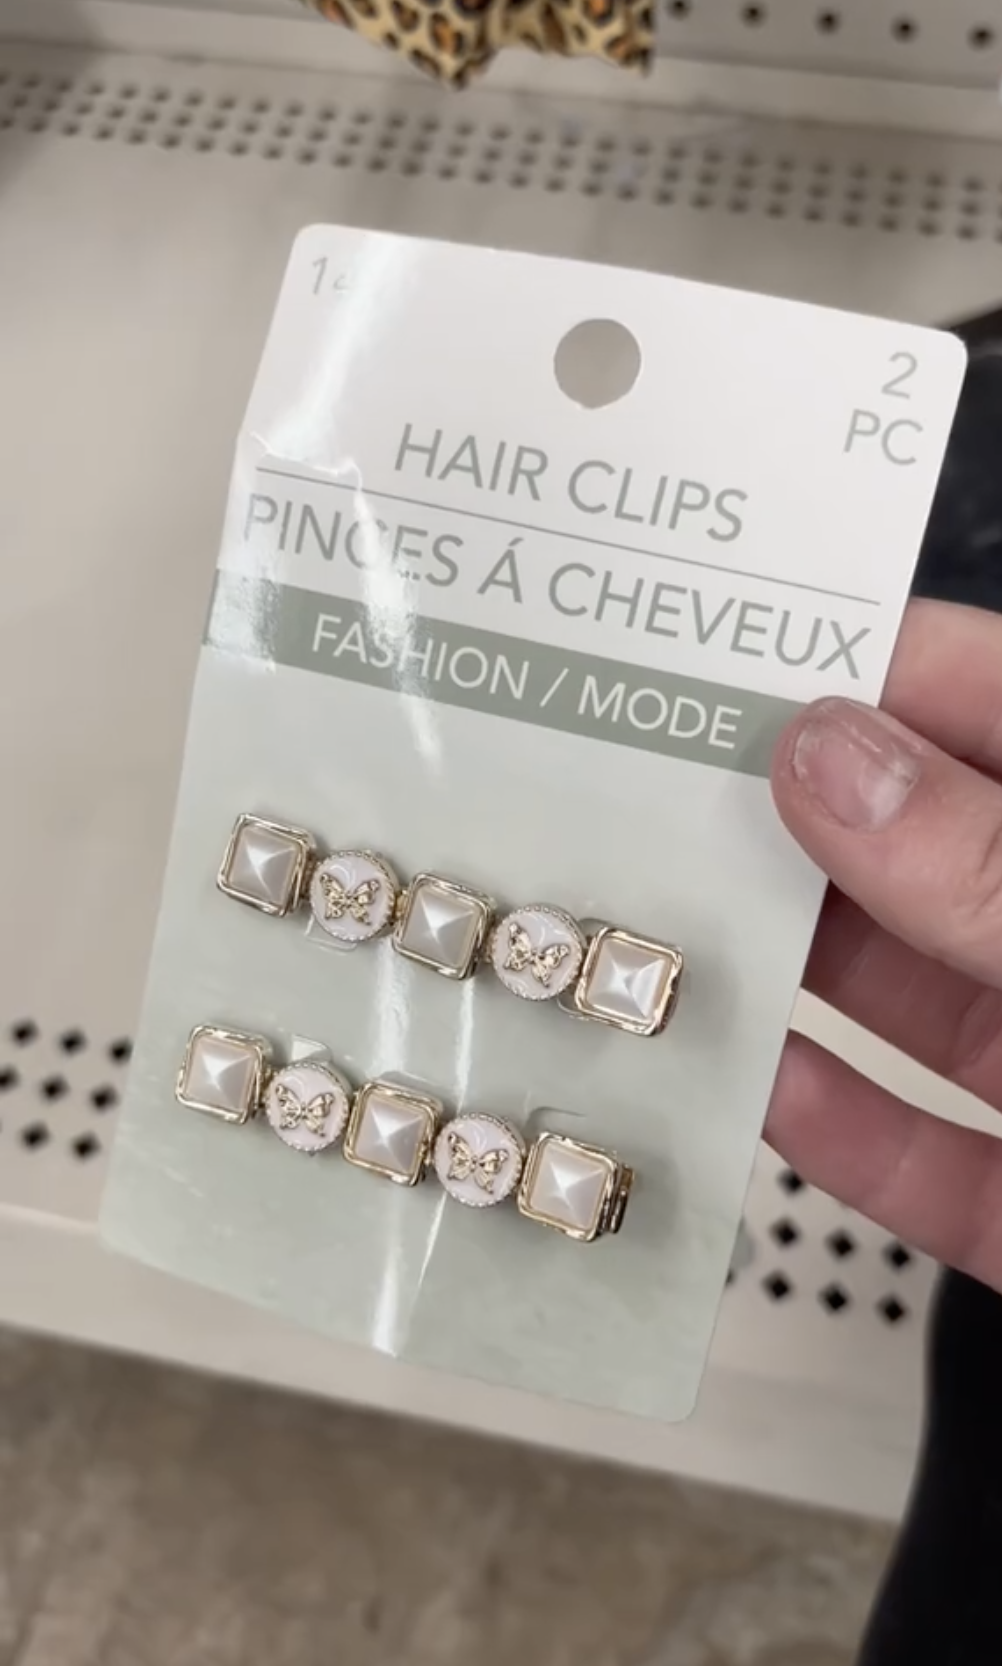 2
PC
HAIR CLIPS
PINCES Á CHEVEUX
FASHION / MODE